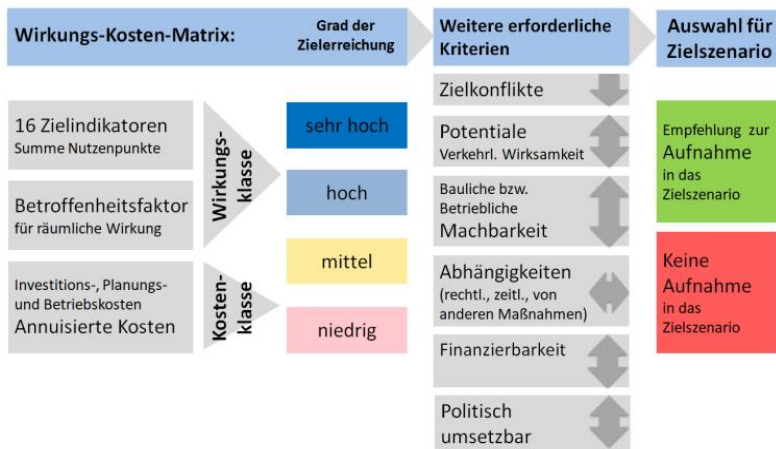 Wirkungs-Kosten-Matrix:
Grad der
Zielerreichung
Weitere erforderliche
Kriterien
Auswahl für
Zielszenario
16 Zielindikatoren
Summe Nutzenpunkte
Betroffenheitsfaktor
für räumliche Wirkung
Investitions-, Planungs-
und Betriebskosten
Annuisierte Kosten
Wirkungs-
klasse
Kosten-
klasse
sehr hoch
hoch
mittel
niedrig
Zielkonflikte
Potentiale
Verkehrl. Wirksamkeit
Bauliche bzw.
Betriebliche
Machbarkeit
Abhängigkeiten
(rechtl., zeitl., von
anderen Maßnahmen)
Finanzierbarkeit
Politisch
umsetzbar
Empfehlung zur
Aufnahme
in das
Zielszenario
Keine
Aufnahme
in das
Zielszenario